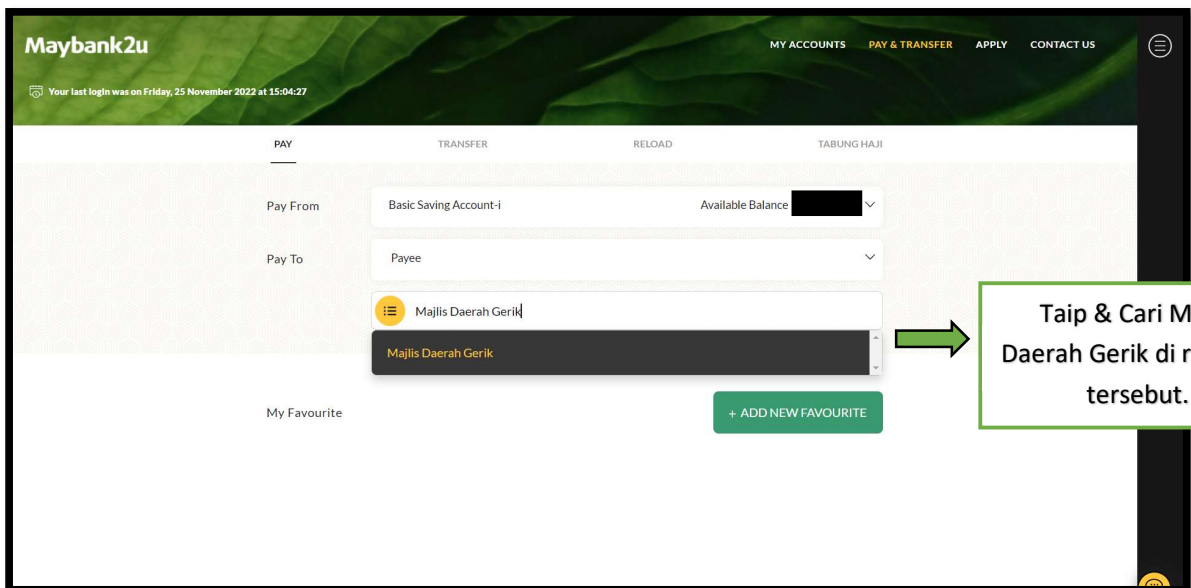 Maybank2u
MY ACCOUNTS PAY & TRANSFER APPLY CONTACT US
Your last login was on Friday, 25 November 2022 at 15:04:27
PAY TRANSFER RELOAD TABUNG HAJI
Pay From Basic Saving Account-i Available Balance
Pay To Payee
Majlis Daerah Gerik
Majlis Daerah Gerik
Taip & Cari
Daerah Gerik di
tersebut.
My Favourite + ADD NEW FAVOURITE